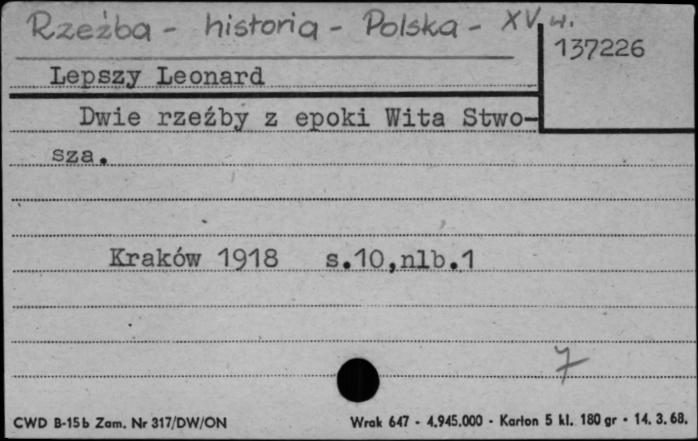 Rzeźba - historia - Polska - XV w.
137226
Lepszy Leonard
Dwie rzeźby z epoki Wita Stwo-
sza.
Kraków 1918 s.10,nlb.1
7
CWD B-15b Zam. Nr 317/DW/ON Wrak 647 - 4.945.000 - Karton 5 kl. 180 gr - 14. 3. 68.